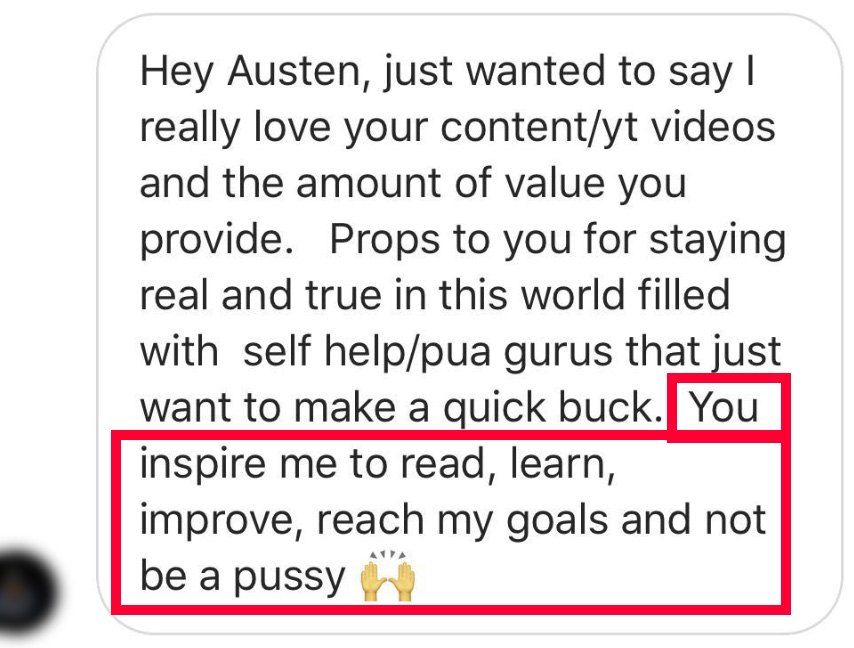 Hey Austen, just wanted to say I
really love your content/yt videos
and the amount of value you
provide.   Props to you for staying
real and true in this world filled
with  self help/pua gurus that just
want to make a quick buck.  You
inspire me to read, learn,
improve, reach my goals and not
be a pussy 🙌